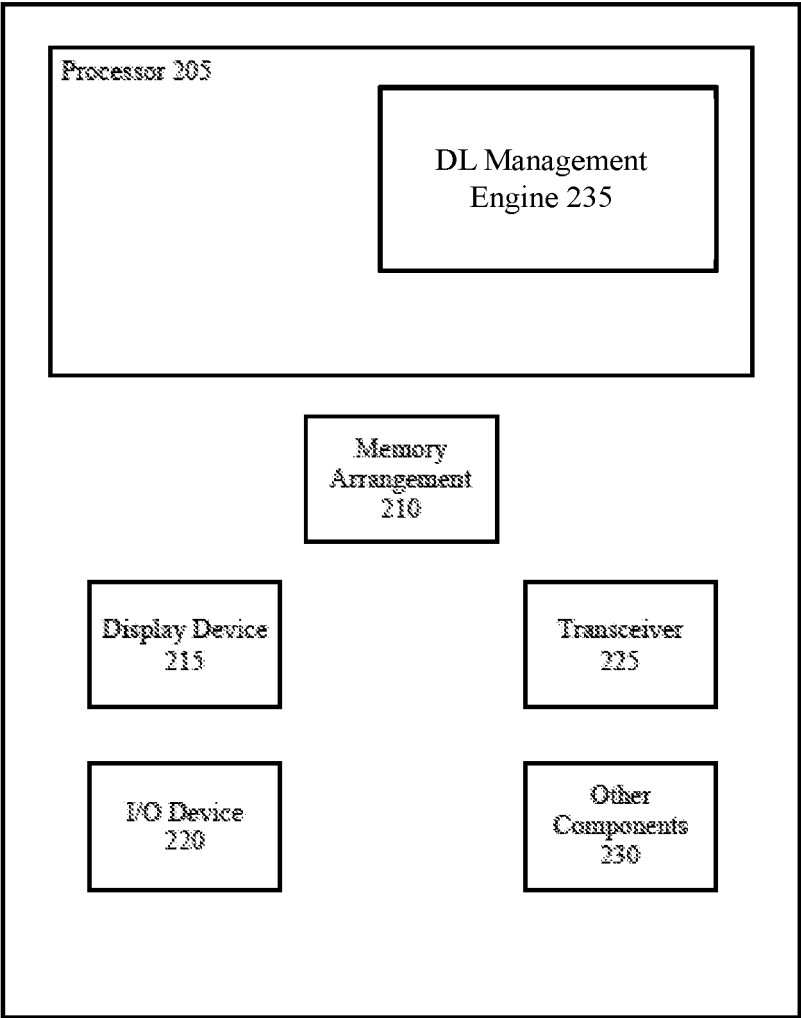 Processor 205
DL Management
Engine 235
Memory
Arrangement
210
Display Device
215
Transceiver
225
I/O Device
220
Other
Components
230